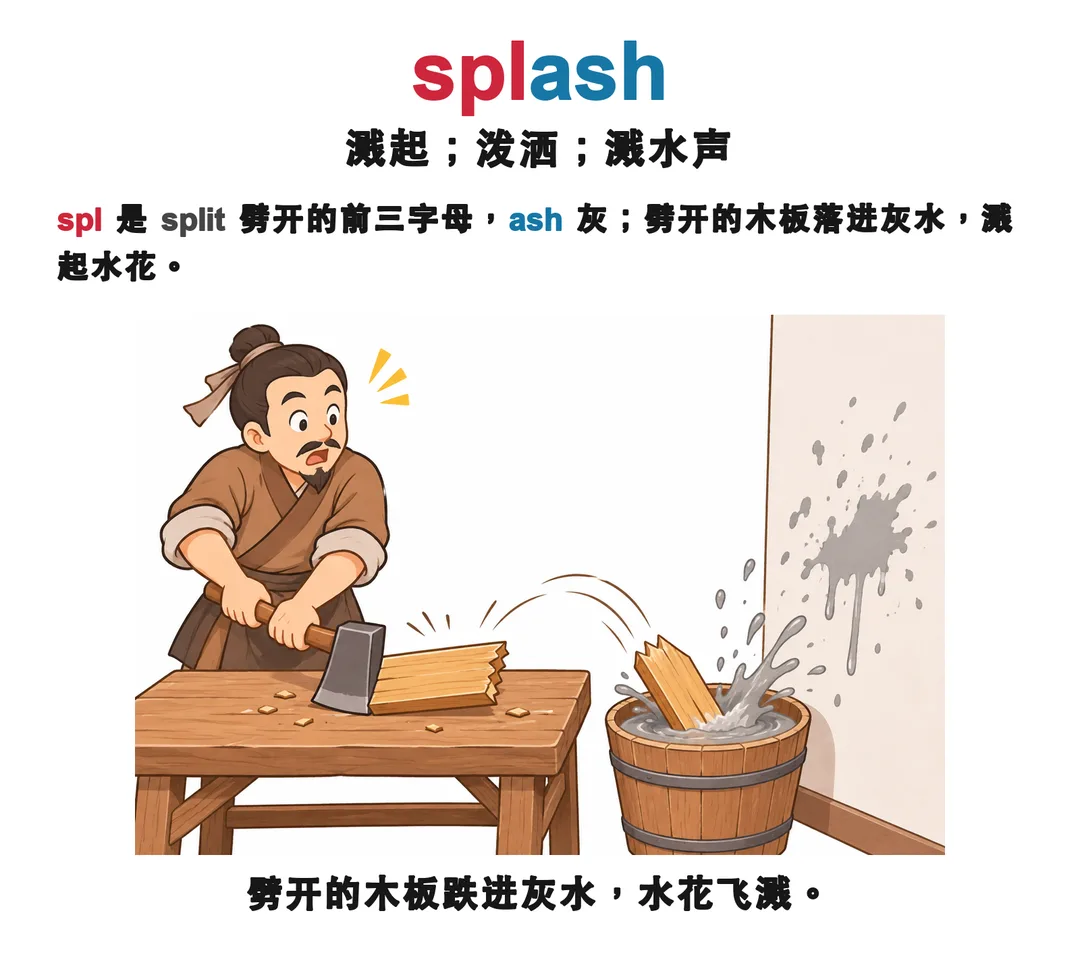 splash
溅起；泼洒；溅水声
spl 是 split 劈开的前三字母，ash 灰；劈开的木板落进灰水，溅
起水花。
劈开的木板跌进灰水，水花飞溅。